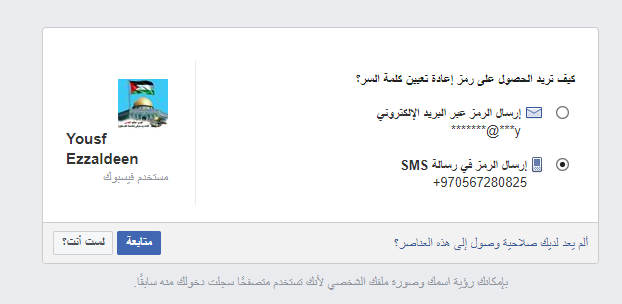 كيف تريد الحصول على رمز إعادة تعيين كلمة السر؟
إرسال الرمز عبر البريد الإلكتروني
*******@***y
إرسال الرمز في رسالة SMS
+970567280825
Yousf
Ezzaldeen
مستخدم فيسبوك
ألم يعد لديك صلاحية وصول إلى هذه العناصر؟
متابعة
لست أنت؟
بإمكانك رؤية اسمك وصوره ملفك الشخصي لأنك تستخدم متصفحًا سجلت دخولك منه سابقًا.